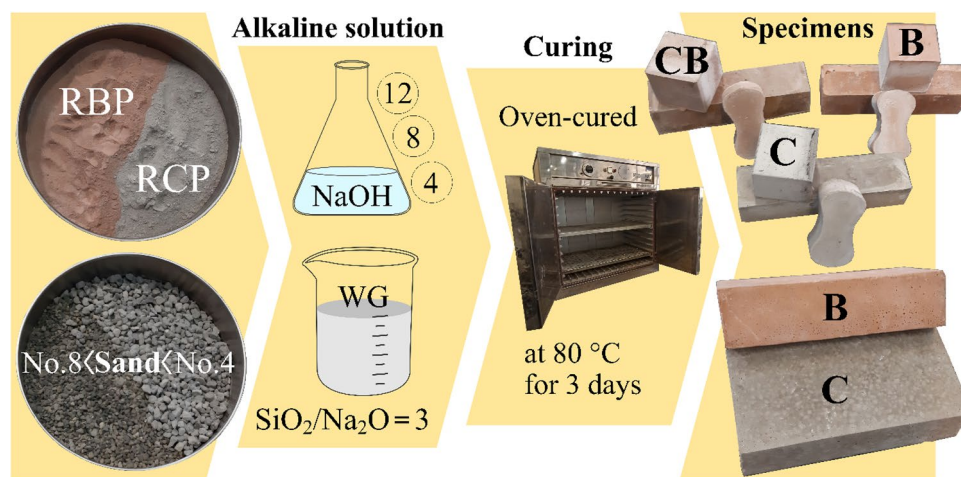 RBP
RCP
No.8<Sand<No.4
Alkaline solution
12
8
4
NaOH
WG
SiO₂/Na₂O = 3
Curing
Oven-cured
at 80 °C
for 3 days
Specimens
CB
B
C
B
C